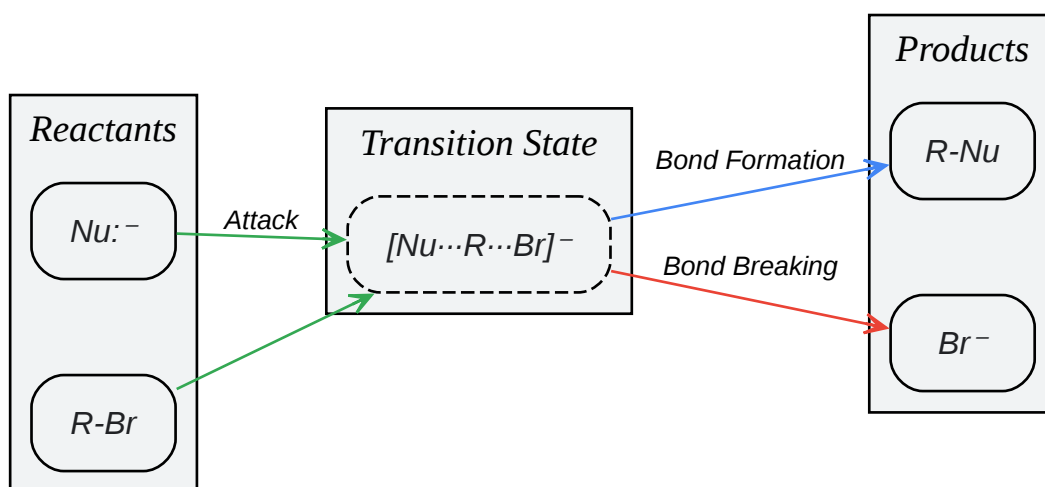 Reactants
Nu:⁻
R-Br
Attack
Transition State
[Nu···R···Br]⁻
Bond Formation
Bond Breaking
Products
R-Nu
Br⁻